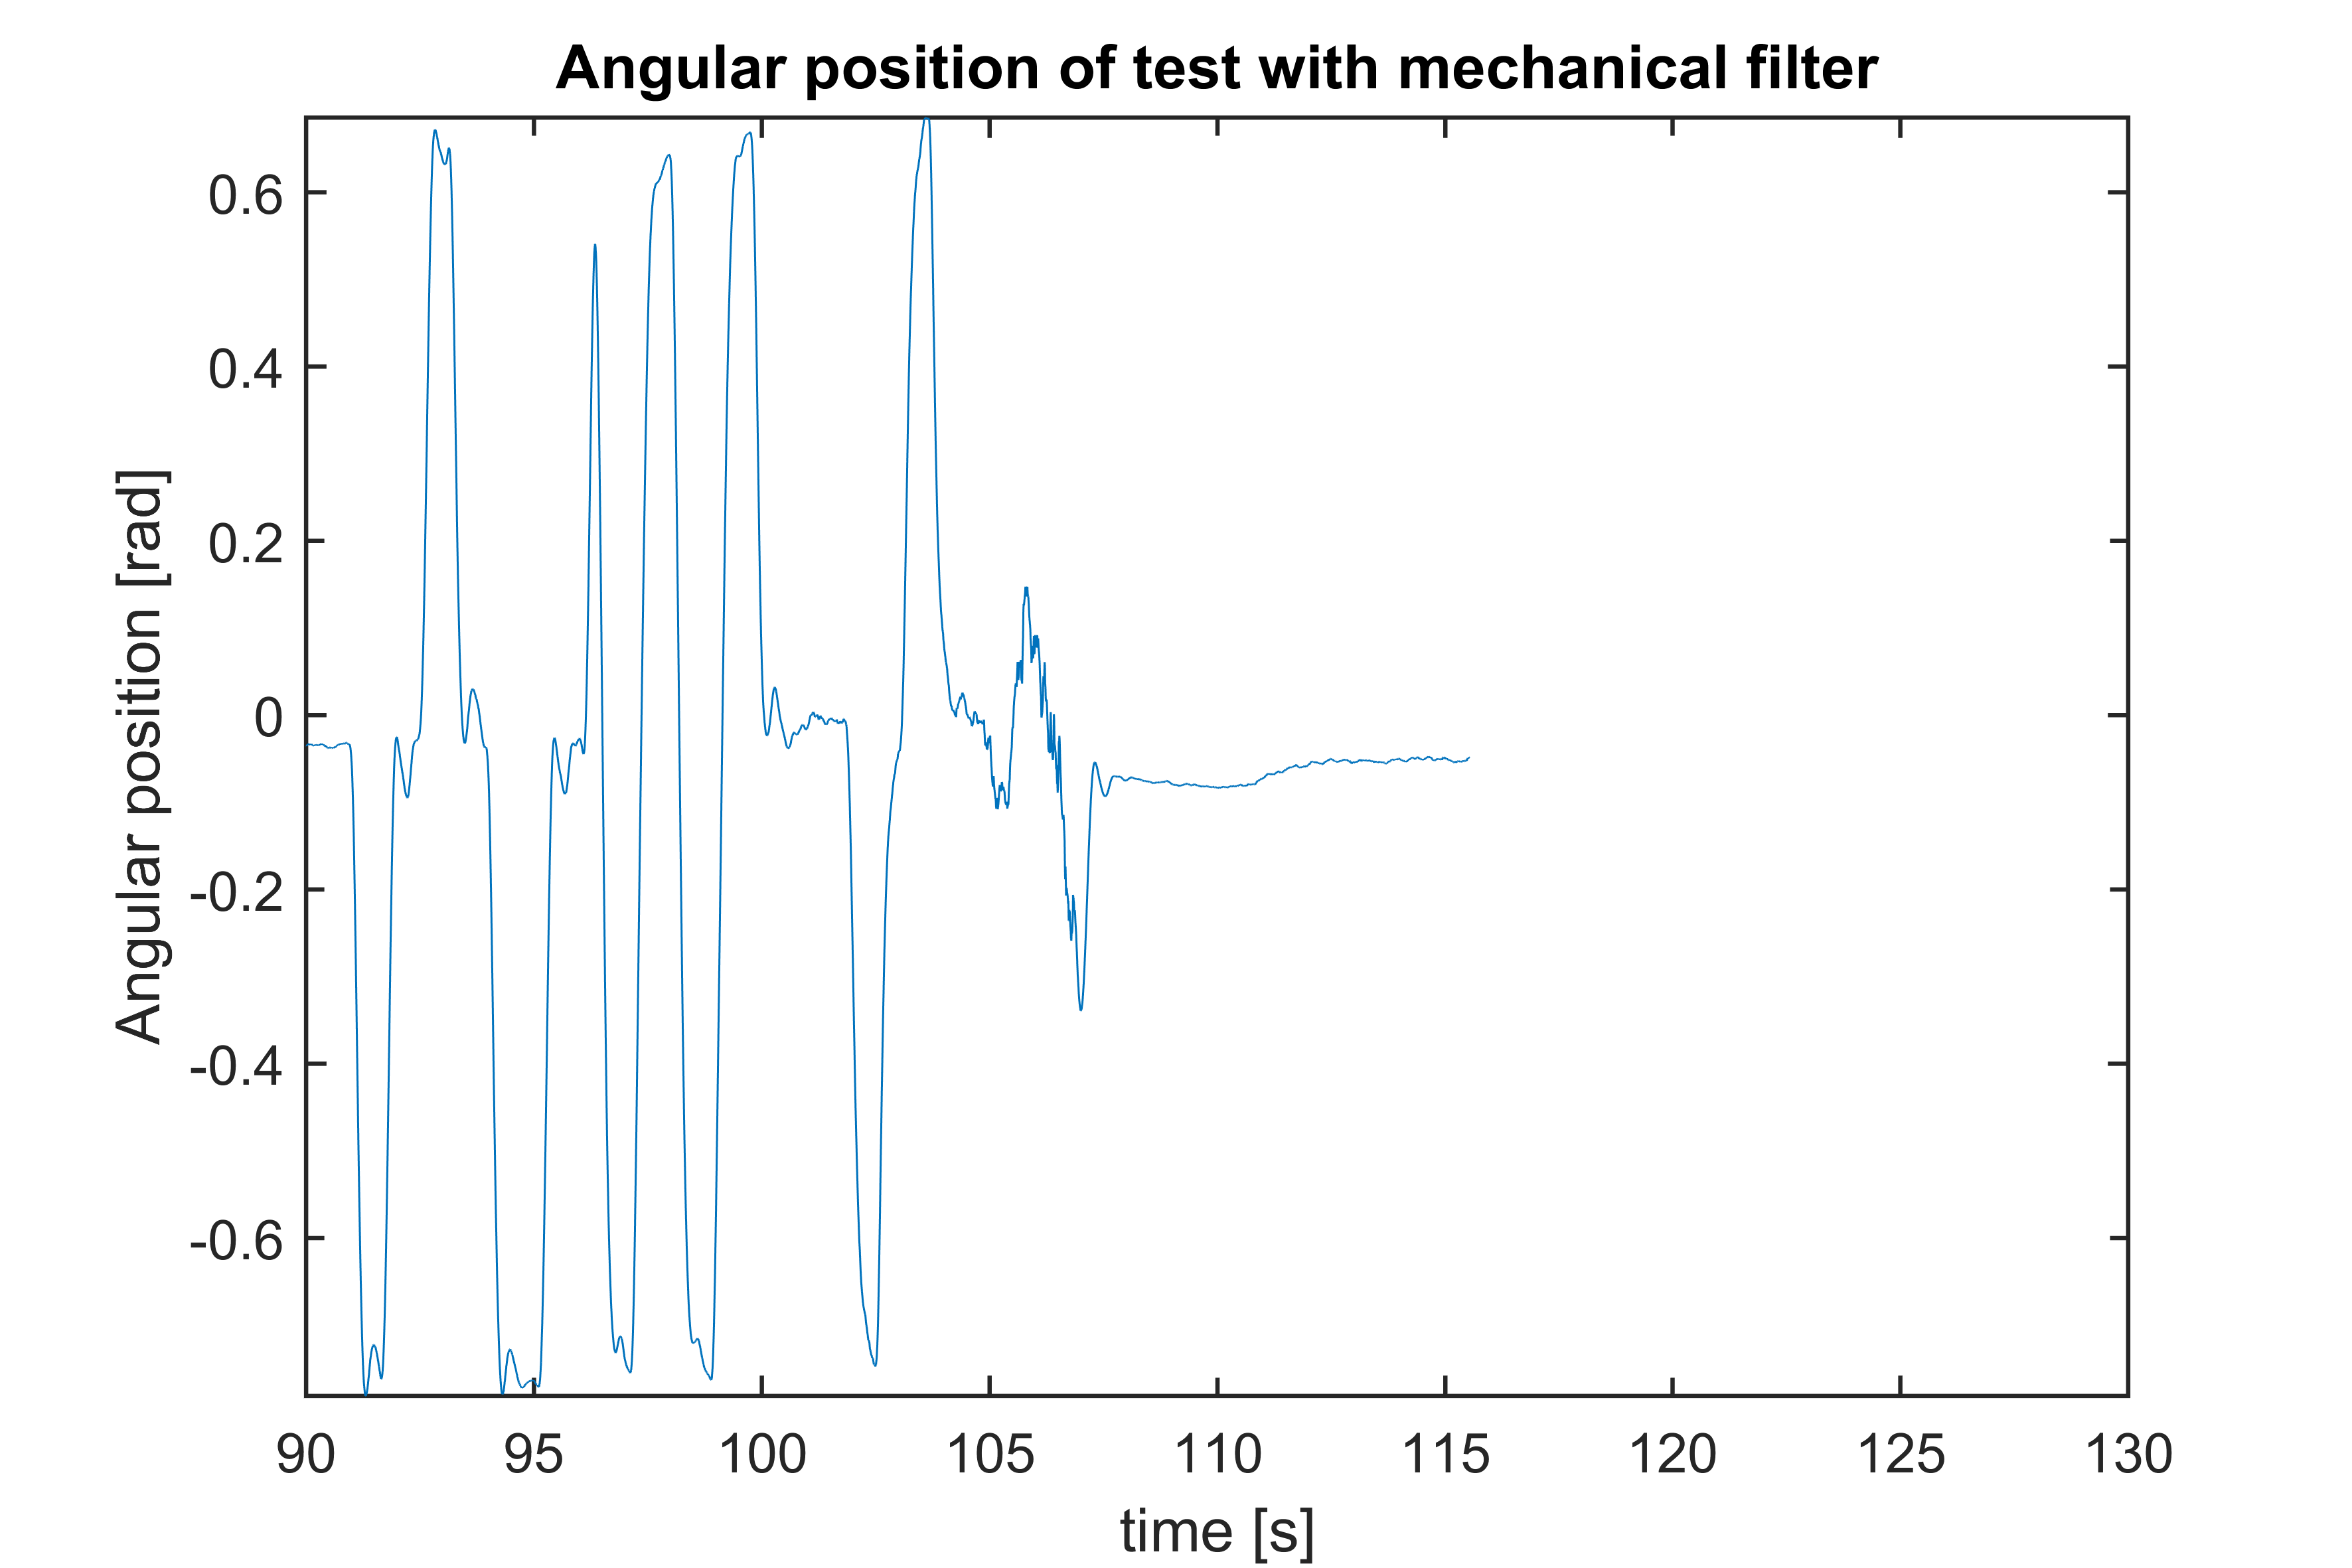 Angular position of test with mechanical filter
Angular position [rad]
0.6
0.4
0.2
0
-0.2
-0.4
-0.6
90 95 100 105 110 115 120 125 130
time [s]